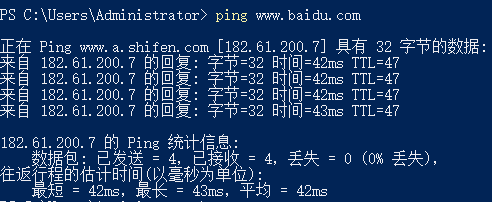 PS C:\Users\Administrator> ping www.baidu.com
正在 Ping www.a.shifen.com [182.61.200.7] 具有 32 字节的数据:
来自 182.61.200.7 的回复: 字节=32 时间=42ms TTL=47
来自 182.61.200.7 的回复: 字节=32 时间=42ms TTL=47
来自 182.61.200.7 的回复: 字节=32 时间=42ms TTL=47
来自 182.61.200.7 的回复: 字节=32 时间=43ms TTL=47
182.61.200.7 的 Ping 统计信息:
数据包: 已发送 = 4, 已接收 = 4, 丢失 = 0 (0% 丢失),
往返行程的估计时间(以毫秒为单位):
最短 = 42ms, 最长 = 43ms, 平均 = 42ms